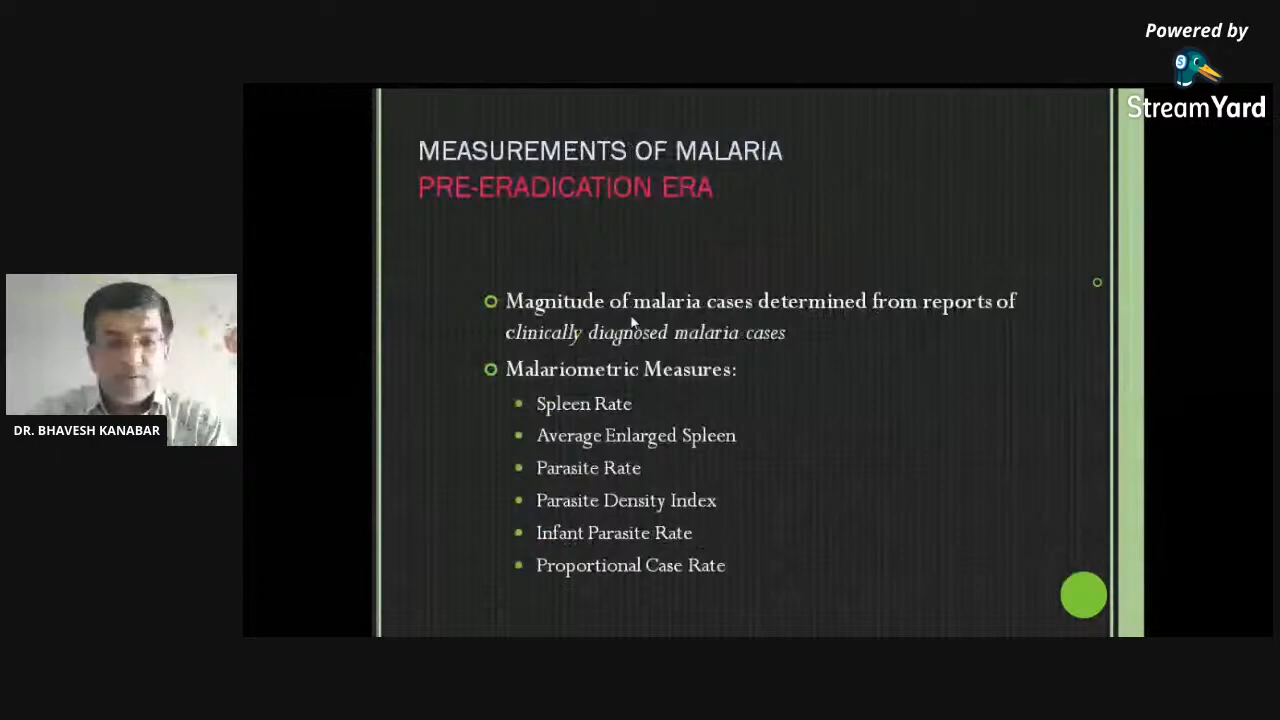 Powered by
StreamYard
MEASUREMENTS OF MALARIA
PRE-ERADICATION ERA
Magnitude of malaria cases determined from reports of
clinically diagnosed malaria cases
Malariometric Measures:
Spleen Rate
Average Enlarged Spleen
Parasite Rate
Parasite Density Index
Infant Parasite Rate
Proportional Case Rate
DR. BHAVESH KANABAR